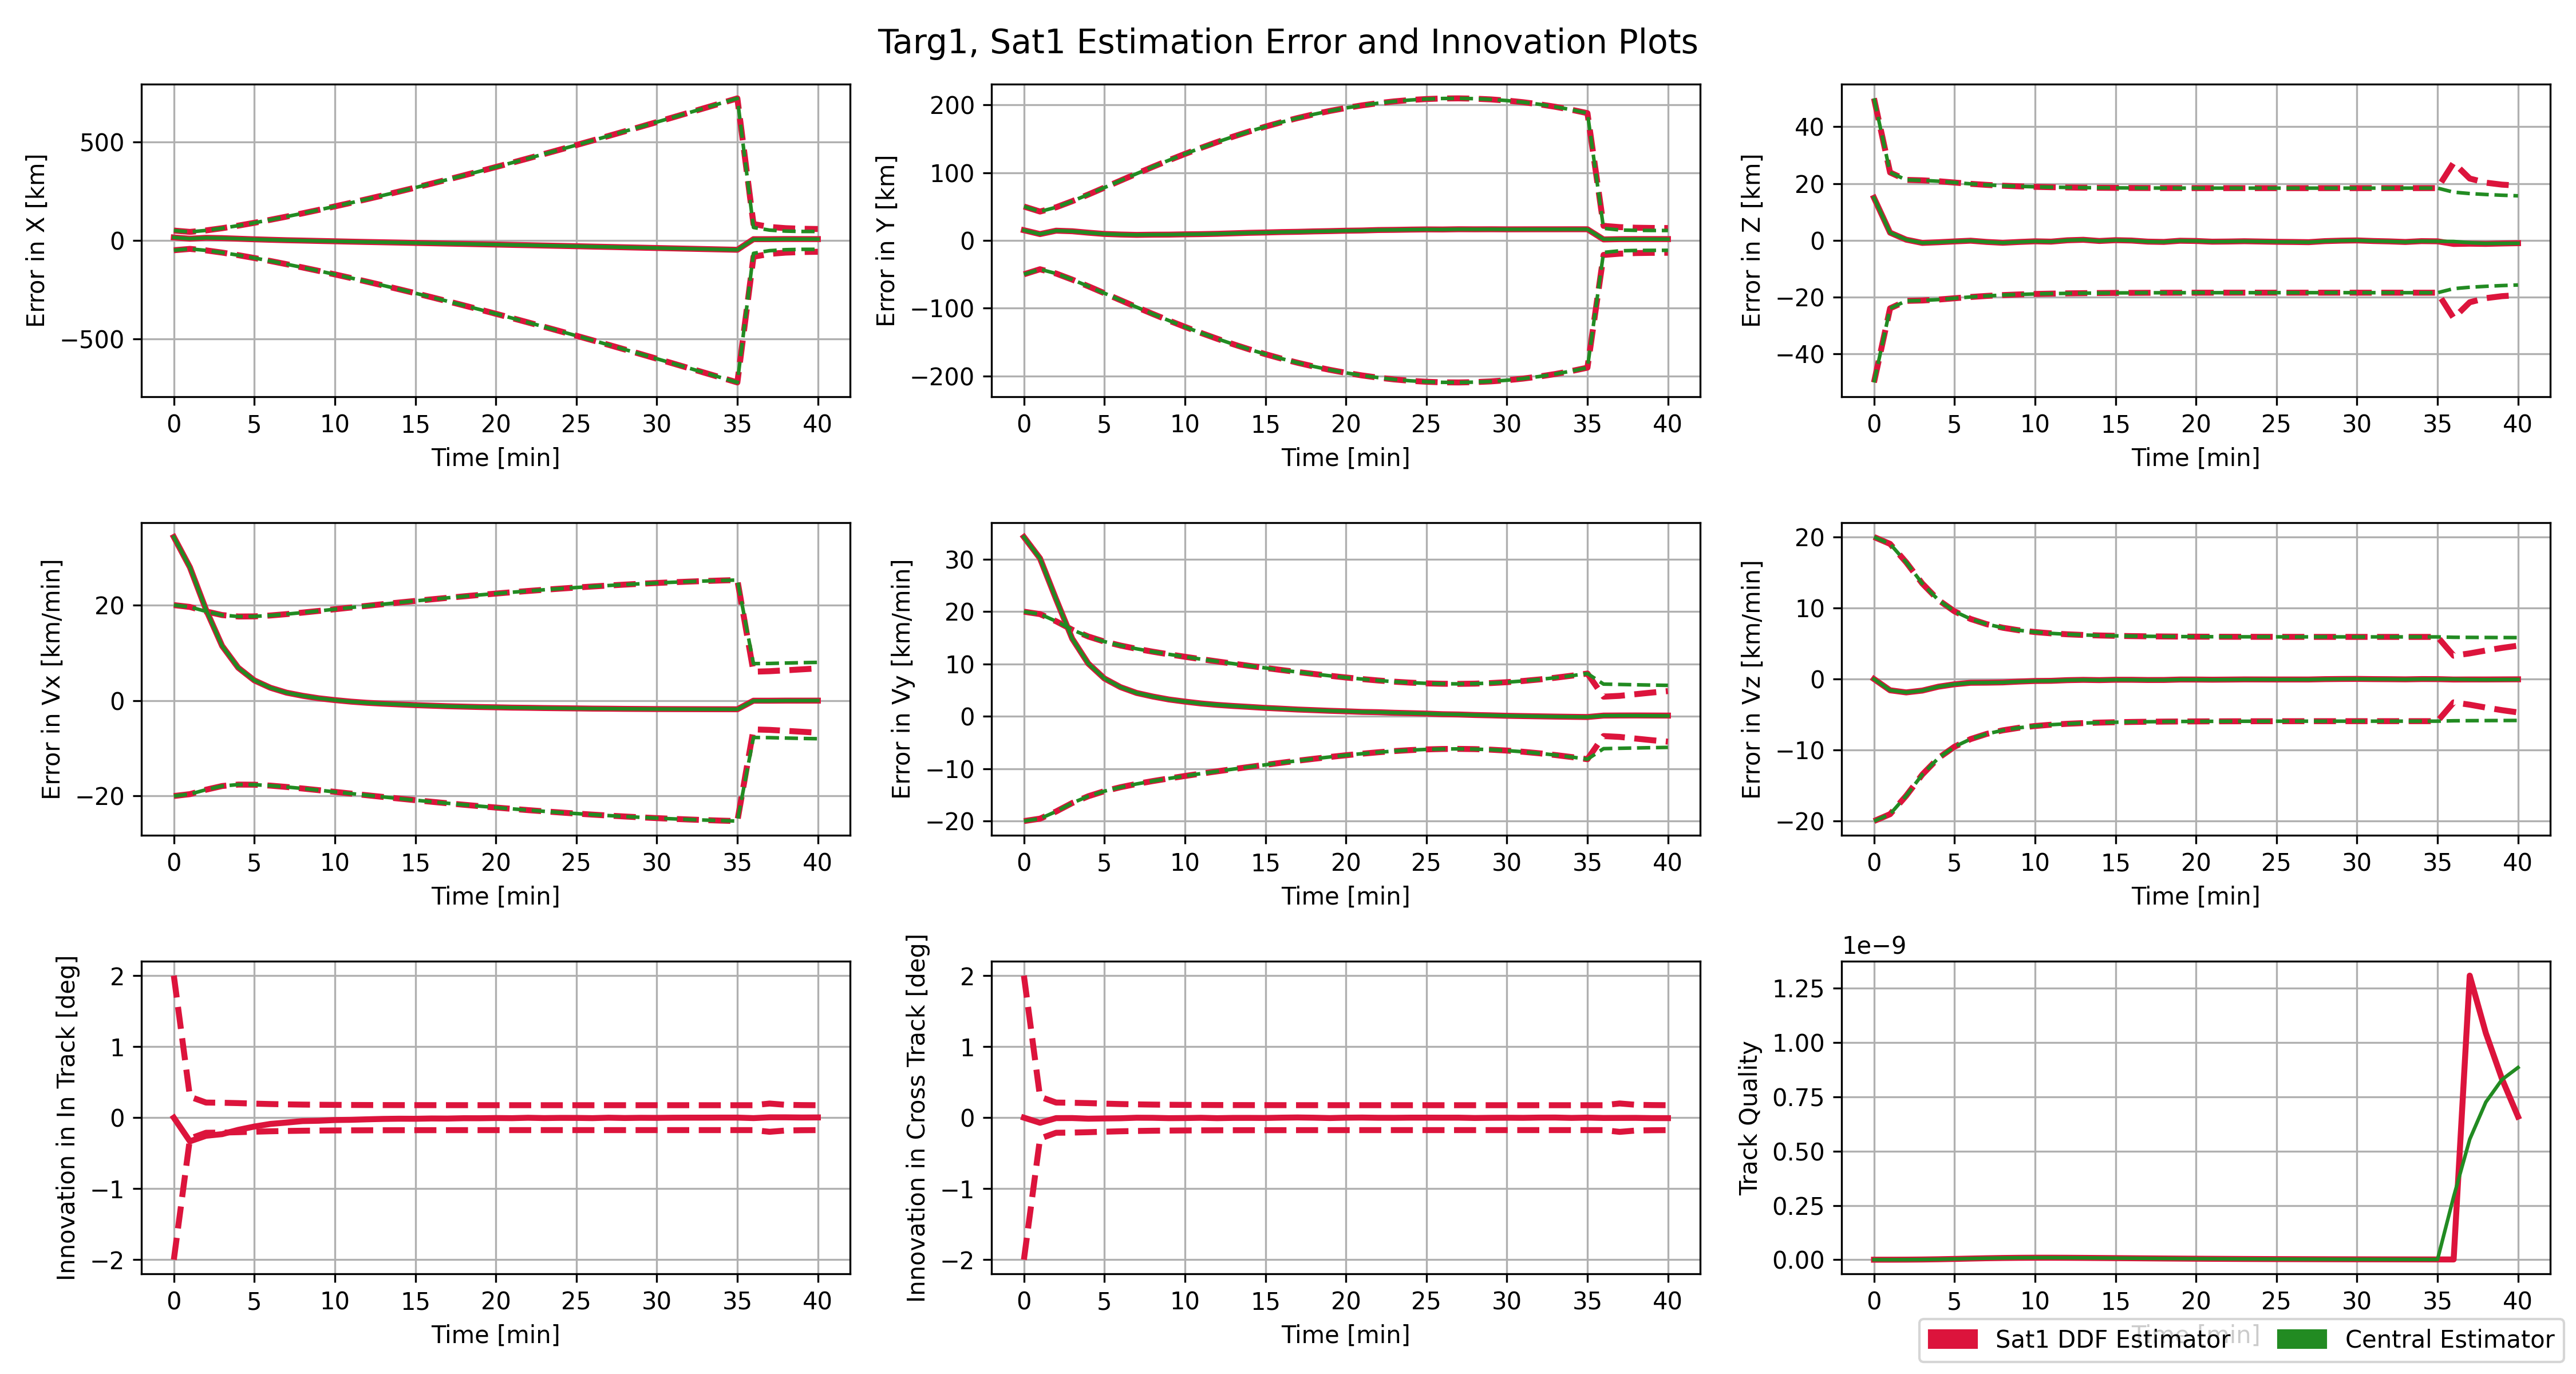 Targ1, Sat1 Estimation Error and Innovation Plots
Error in X [km]
500
0
−500
0 5 10 15 20 25 30 35 40
Time [min]
Error in Y [km]
200
100
0
−100
−200
0 5 10 15 20 25 30 35 40
Time [min]
Error in Z [km]
40
20
0
−20
−40
0 5 10 15 20 25 30 35 40
Time [min]
Error in Vx [km/min]
20
0
−20
0 5 10 15 20 25 30 35 40
Time [min]
Error in Vy [km/min]
30
20
10
0
−10
−20
0 5 10 15 20 25 30 35 40
Time [min]
Error in Vz [km/min]
20
10
0
−10
−20
0 5 10 15 20 25 30 35 40
Time [min]
Innovation in In Track [deg]
2
1
0
−1
−2
0 5 10 15 20 25 30 35 40
Time [min]
Innovation in Cross Track [deg]
2
1
0
−1
−2
0 5 10 15 20 25 30 35 40
Time [min]
1e−9
Track Quality
1.25
1.00
0.75
0.50
0.25
0.00
0 5 10 15 20 25 30 35 40
Time [min]
Sat1 DDF Estimator
Central Estimator